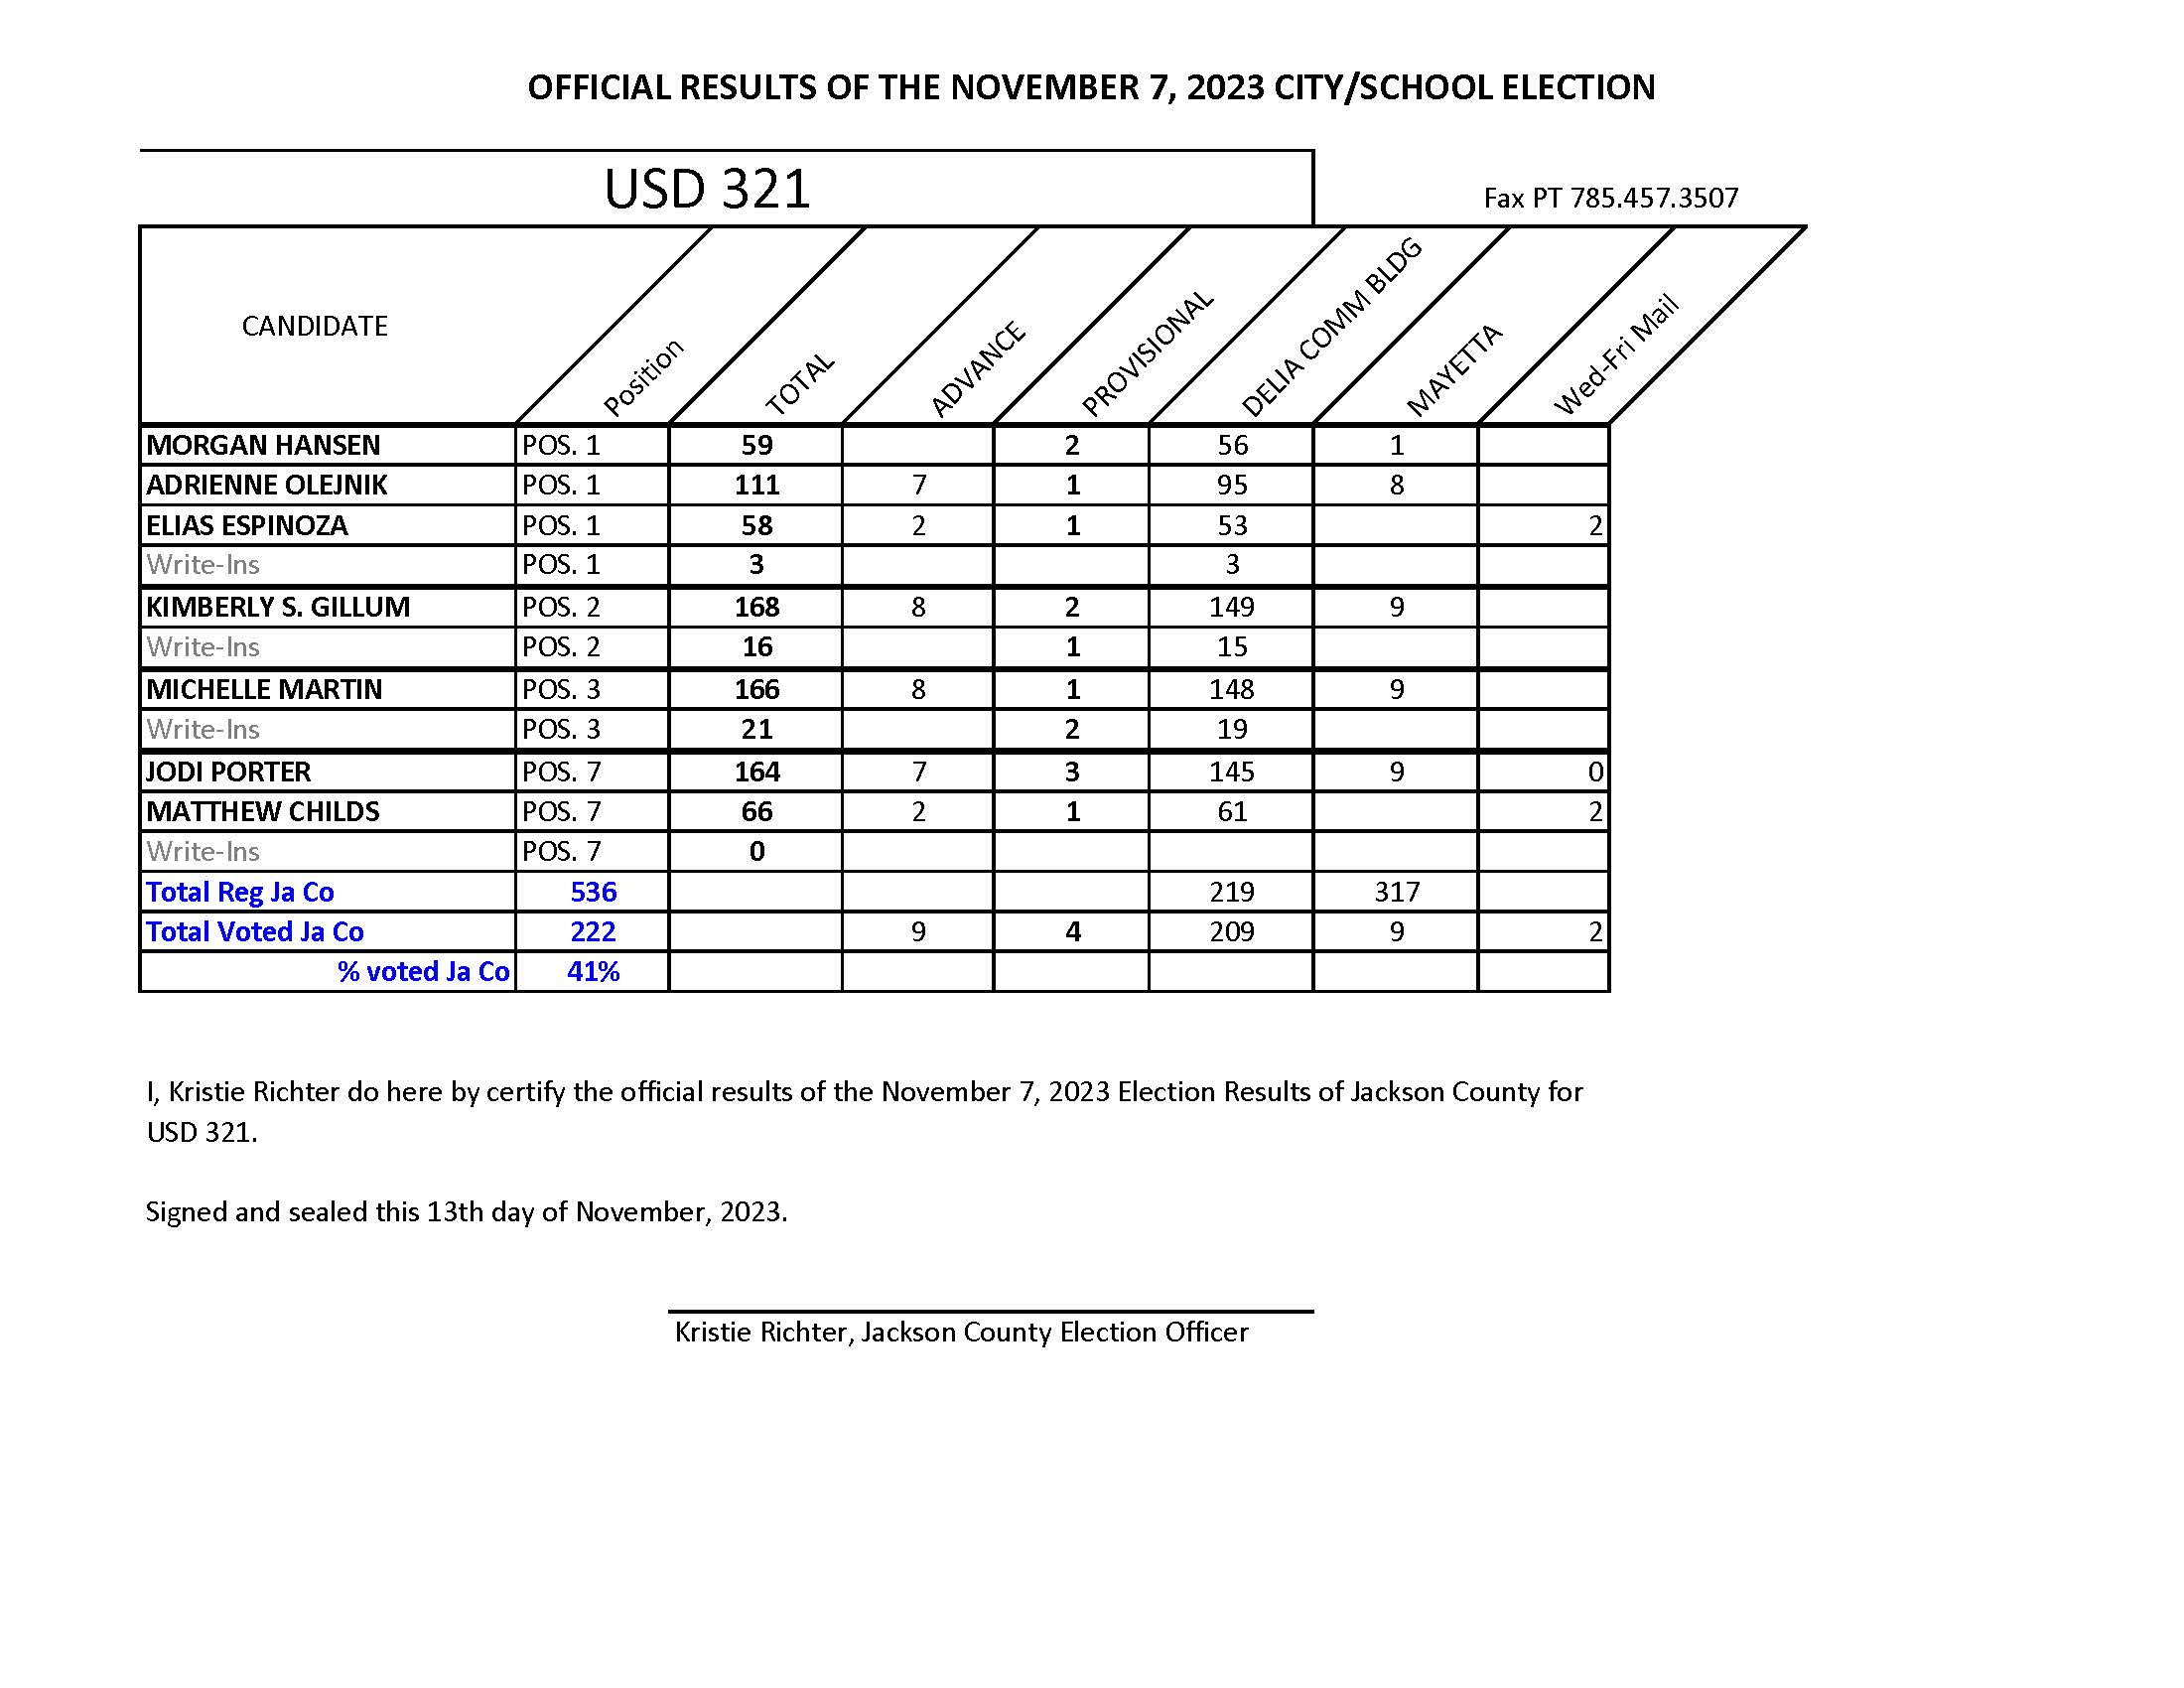 OFFICIAL RESULTS OF THE NOVEMBER 7, 2023 CITY/SCHOOL ELECTION
USD 321
Fax PT 785.457.3507
CANDIDATE Position TOTAL ADVANCE PROVISIONAL DELIA COMM BLDG MAYETTA Wed-Fri Mail
MORGAN HANSEN POS. 1 59 2 56 1
ADRIENNE OLEJNIK POS. 1 111 7 1 95 8
ELIAS ESPINOZA POS. 1 58 2 1 53 2
Write-Ins POS. 1 3 3
KIMBERLY S. GILLUM POS. 2 168 8 2 149 9
Write-Ins POS. 2 16 1 15
MICHELLE MARTIN POS. 3 166 8 1 148 9
Write-Ins POS. 3 21 2 19
JODI PORTER POS. 7 164 7 3 145 9 0
MATTHEW CHILDS POS. 7 66 2 1 61 2
Write-Ins POS. 7 0
Total Reg Ja Co 536 219 317
Total Voted Ja Co 222 9 4 209 9 2
% voted Ja Co 41%
I, Kristie Richter do here by certify the official results of the November 7, 2023 Election Results of Jackson County for
USD 321.
Signed and sealed this 13th day of November, 2023.
Kristie Richter, Jackson County Election Officer